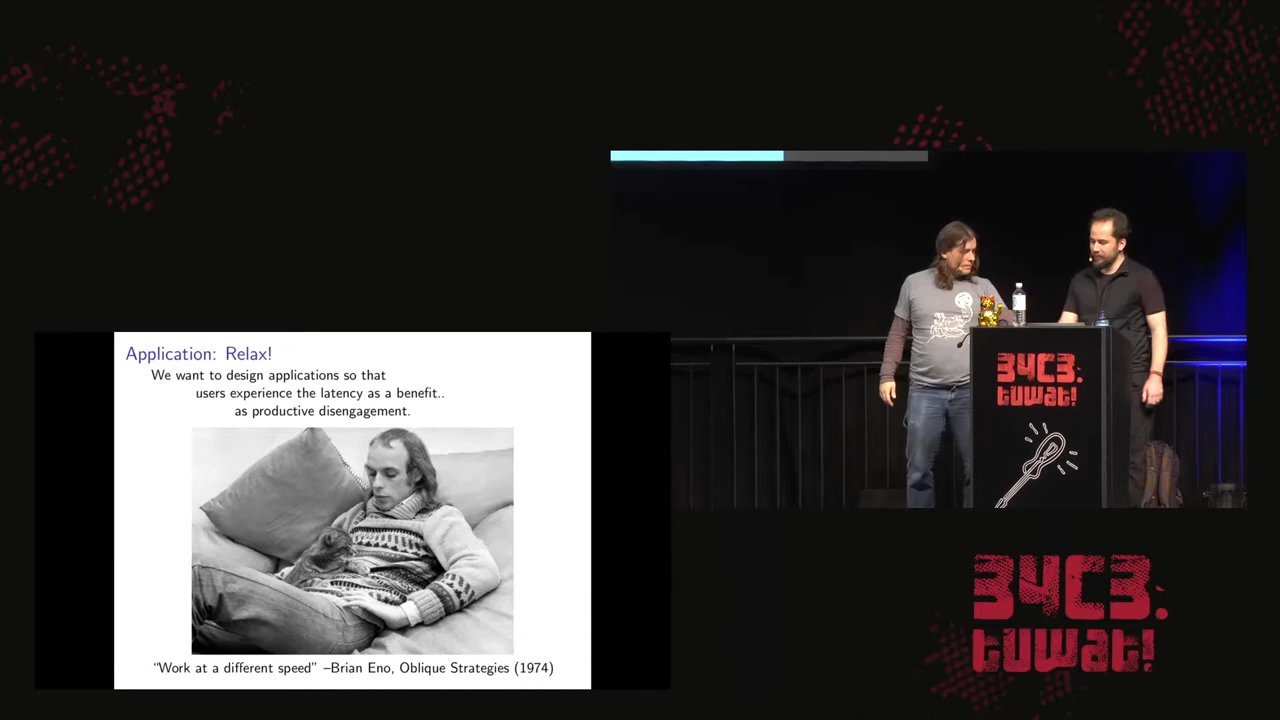 Application: Relax!
We want to design applications so that
users experience the latency as a benefit..
as productive disengagement.
"Work at a different speed" –Brian Eno, Oblique Strategies (1974)
34C3.
tuwat!
34C3.
tuwat!